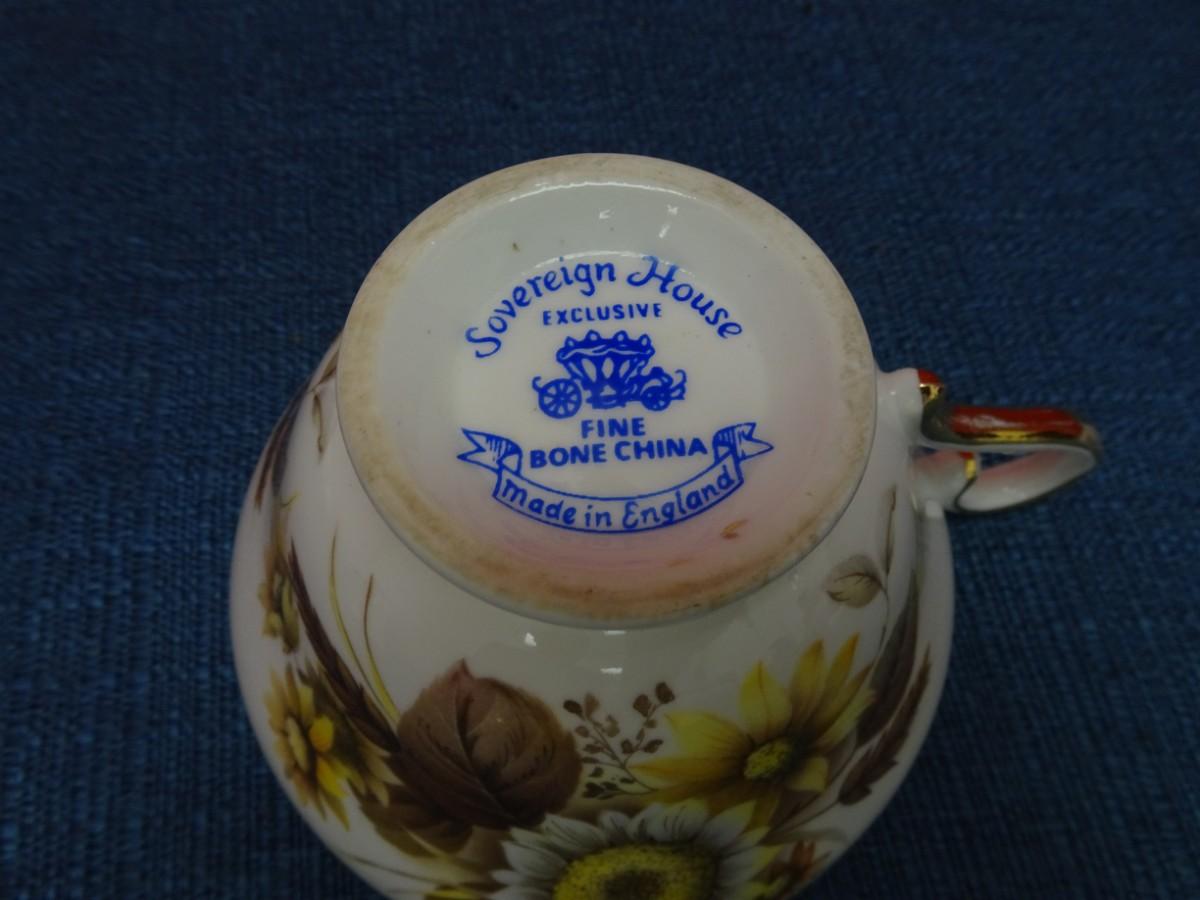 Sovereign House
EXCLUSIVE
FINE
BONE CHINA
made in England